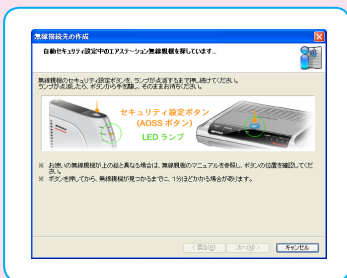 無線接続先の作成
自動セキュリティ設定中のエアステーション無線親機を探しています...
無線親機のセキュリティ設定ボタンを、ランプが点滅するまで押し続けてください。
ランプが点滅したら、ボタンから手を離し、そのままお待ちください。
セキュリティ設定ボタン
(AOSS ボタン)
LED ランプ
※ お使いの無線親機が上の絵と異なる場合は、無線親機のマニュアルを参照し、ボタンの位置を確認してくだ
さい。
※ ボタンを押してから、無線親機が見つかるまでに、1分ほどかかる場合があります。
< 戻る(B)
次へ(N) >
キャンセル